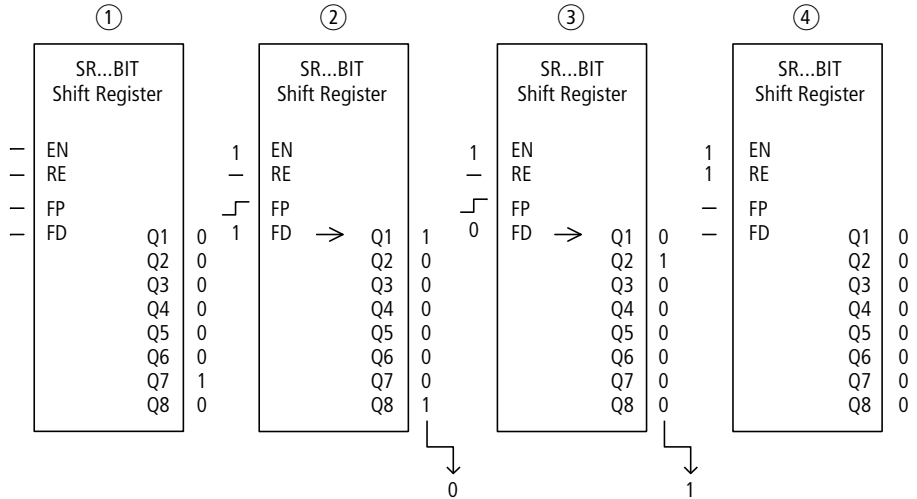 ① ② ③ ④
SR...BIT SR...BIT SR...BIT SR...BIT
Shift Register Shift Register Shift Register Shift Register
– EN 1 EN 1 EN 1 EN
– RE – RE – RE 1 RE
– FP FP FP – FP
– FD Q1 0 1 FD → Q1 1 0 FD → Q1 0 – FD Q1 0
Q2 0 Q2 0 Q2 1 Q2 0
Q3 0 Q3 0 Q3 0 Q3 0
Q4 0 Q4 0 Q4 0 Q4 0
Q5 0 Q5 0 Q5 0 Q5 0
Q6 0 Q6 0 Q6 0 Q6 0
Q7 1 Q7 0 Q7 0 Q7 0
Q8 0 Q8 1 Q8 0 Q8 0
0 1